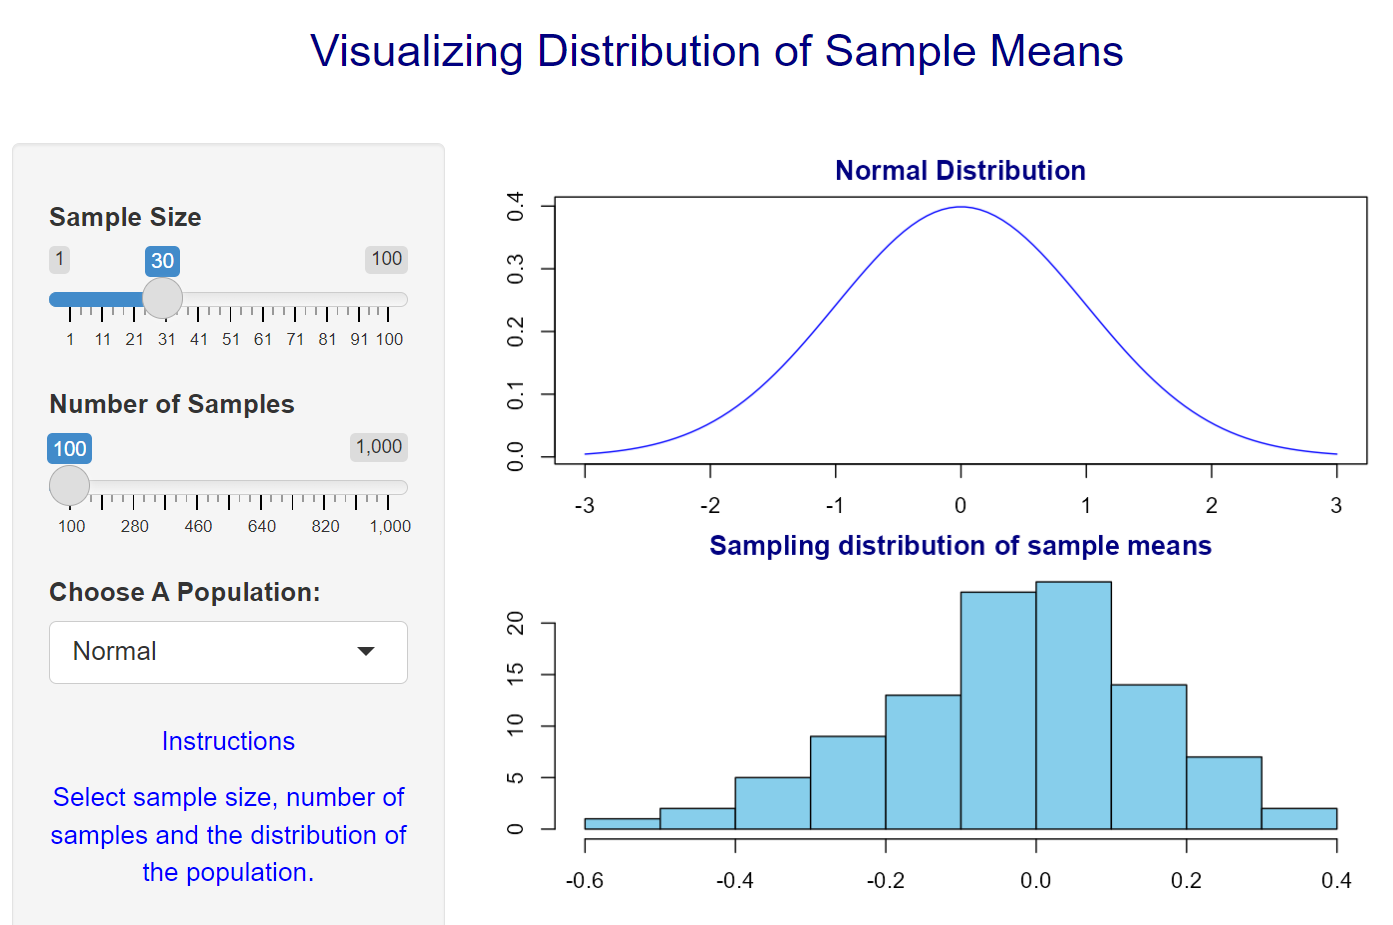 Visualizing Distribution of Sample Means
Sample Size
1 30 100
1 11 21 31 41 51 61 71 81 91 100
Number of Samples
100 1,000
100 280 460 640 820 1,000
Choose A Population:
Normal
Instructions
Select sample size, number of
samples and the distribution of
the population.
Normal Distribution
0.4
0.3
0.2
0.1
0.0
-3 -2 -1 0 1 2 3
Sampling distribution of sample means
20
15
10
5
0
-0.6 -0.4 -0.2 0.0 0.2 0.4